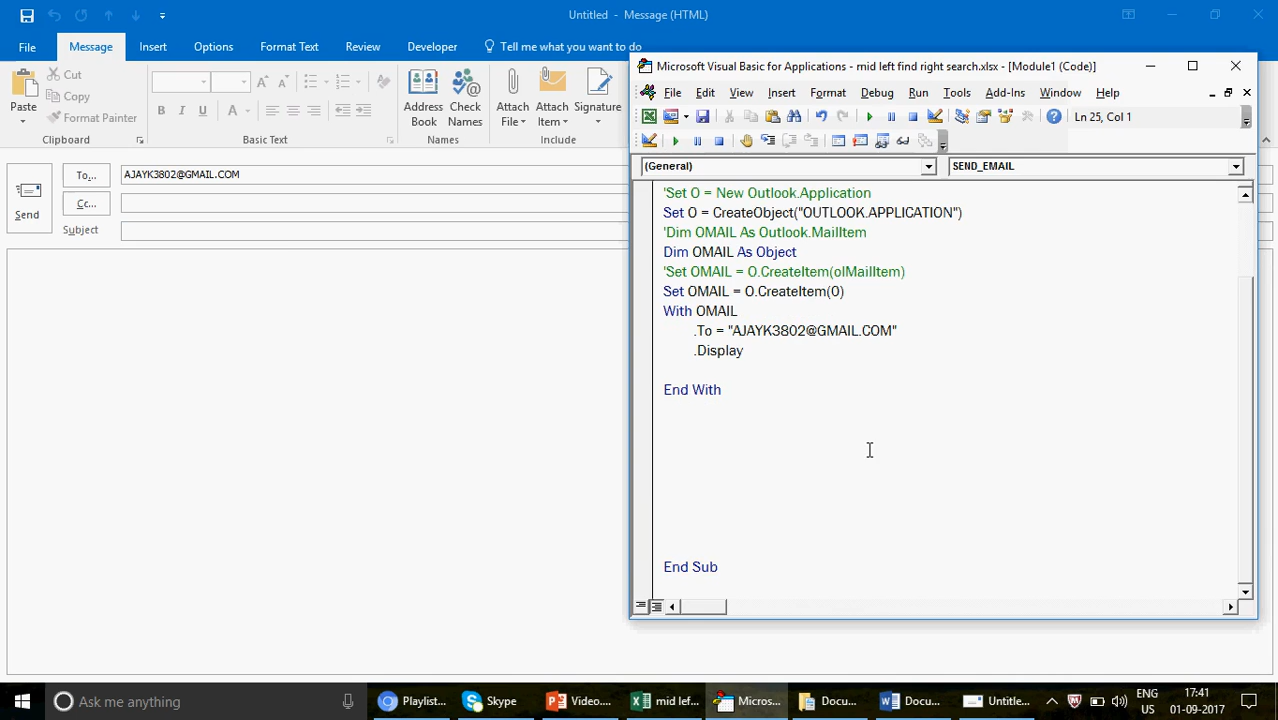 Untitled - Message (HTML)
File Message Insert Options Format Text Review Developer Tell me what you want to do
Paste
Cut
Copy
Format Painter
Clipboard
B I U A
Basic Text
Address Book
Check Names
Names
Attach File
Attach Item
Signature
Include
Send
To...
AJAYK3802@GMAIL.COM
Cc...
Subject
Microsoft Visual Basic for Applications - mid left find right search.xlsx - [Module1 (Code)]
File Edit View Insert Format Debug Run Tools Add-Ins Window Help
Ln 25, Col 1
(General) SEND_EMAIL
'Set O = New Outlook.Application
Set O = CreateObject("OUTLOOK.APPLICATION")
'Dim OMAIL As Outlook.MailItem
Dim OMAIL As Object
'Set OMAIL = O.CreateItem(olMailItem)
Set OMAIL = O.CreateItem(0)
With OMAIL
.To = "AJAYK3802@GMAIL.COM"
.Display
End With
End Sub
Ask me anything
Playlist...
Skype
Video....
mid lef...
Micros...
Docu...
Docu...
Untitle...
ENG
US
17:41
01-09-2017